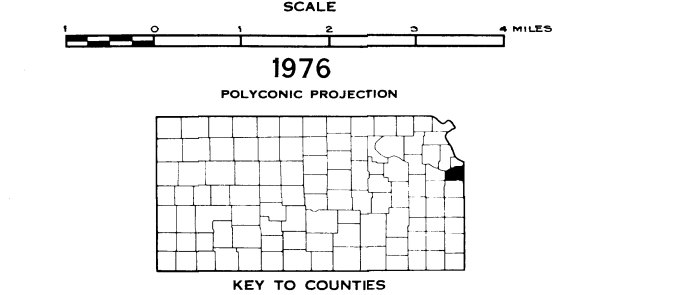 SCALE
1 0 1 2 3 4 MILES
1976
POLYCONIC PROJECTION
KEY TO COUNTIES